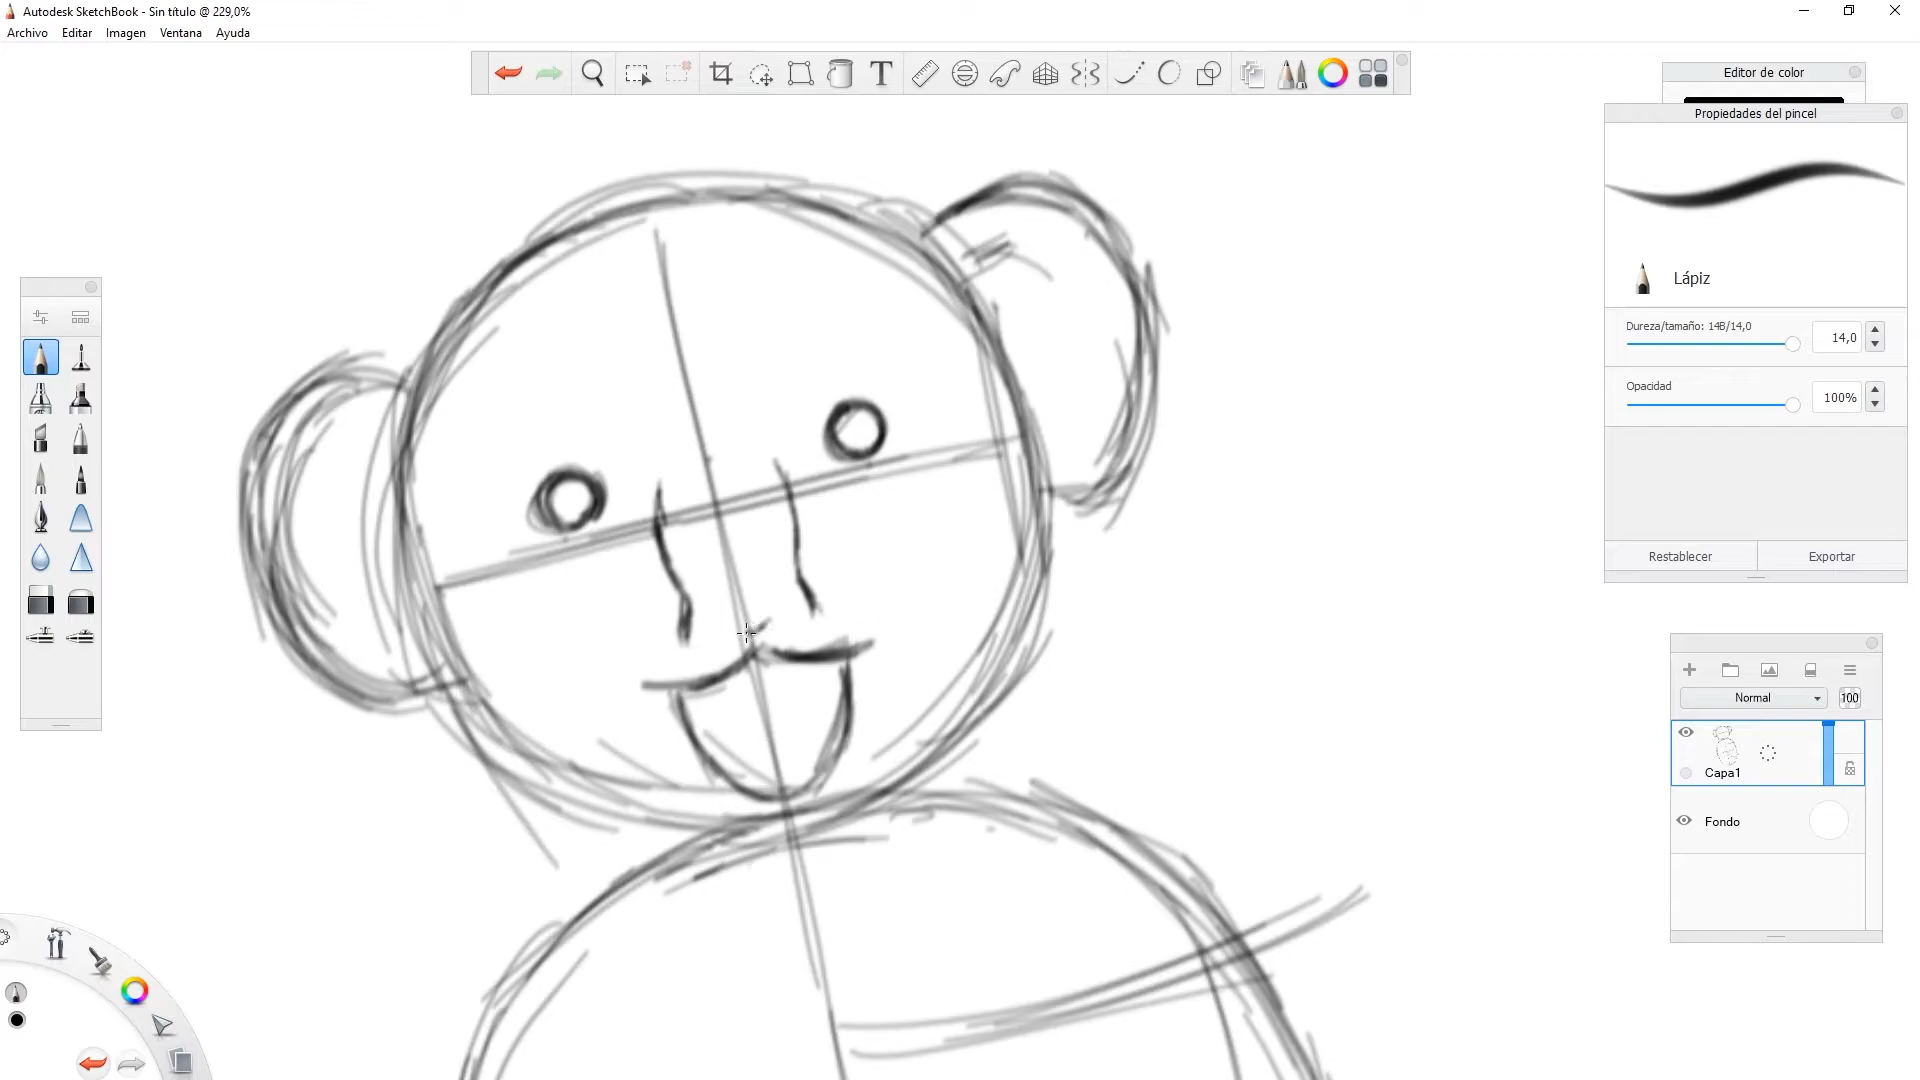 Autodesk SketchBook - Sin título @ 229,0%
Archivo Editar Imagen Ventana Ayuda
T
Editor de color
Propiedades del pincel
Lápiz
Dureza/tamaño: 14B/14,0
14,0
Opacidad
100%
Restablecer Exportar
Normal 100
Capa1
Fondo